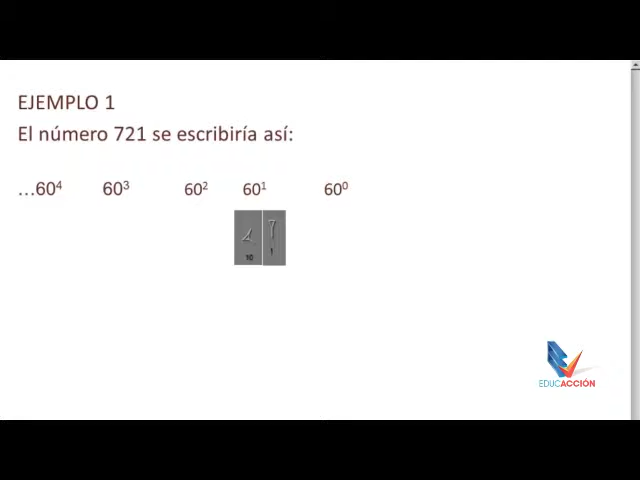 EJEMPLO 1
El número 721 se escribiría así:
...60⁴ 60³ 60² 60¹ 60⁰
10 1
EDUCACCIÓN